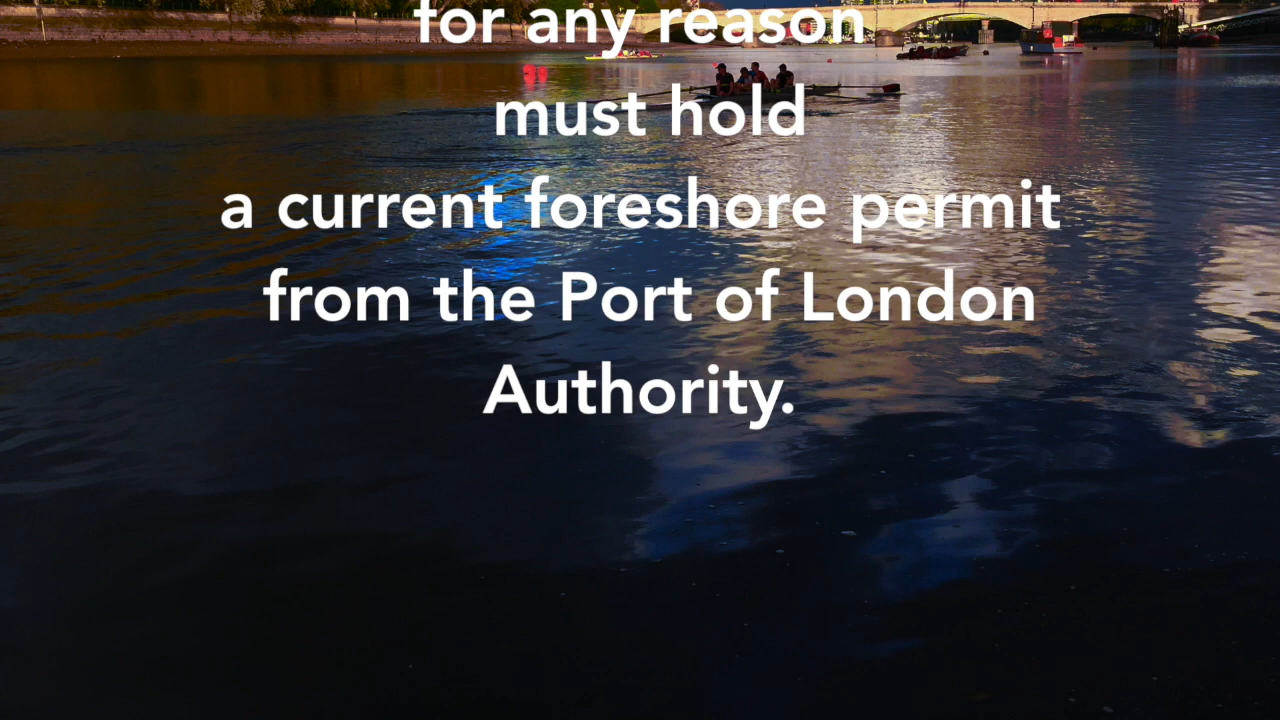 for any reason
must hold
a current foreshore permit
from the Port of London
Authority.